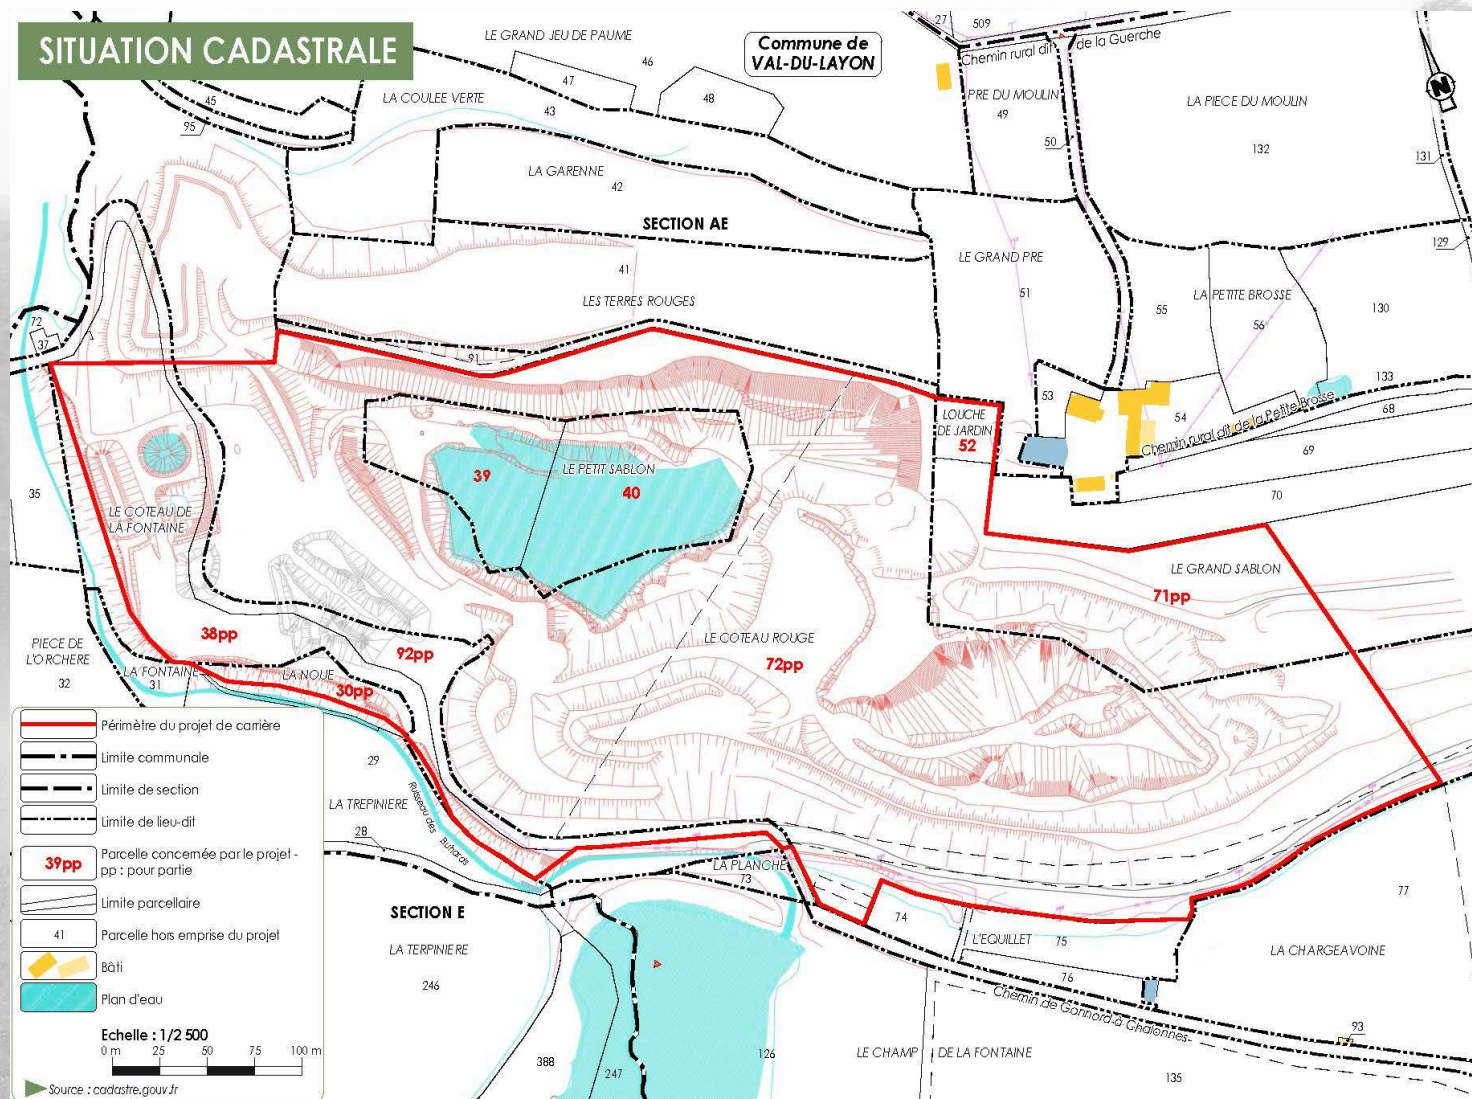 SITUATION CADASTRALE
Commune de
VAL-DU-LAYON
LE GRAND JEU DE PAUME
46
47
48
43
LA COULEE VERTE
45
95
27
509
Chemin rural dit de la Guerche
PRE DU MOULIN
49
50
LA PIECE DU MOULIN
132
131
129
N
LA GARENNE
42
SECTION AE
41
LES TERRES ROUGES
LE GRAND PRE
51
55
LA PETITE BROSSE
56
130
133
68
72
37
91
53
54
Chemin rural dit de la Petite Brosse
69
70
LOUCHE
DE JARDIN
52
LE PETIT SABLON
39
40
35
LE COTEAU DE
LA FONTAINE
LE GRAND SABLON
71pp
LE COTEAU ROUGE
72pp
38pp
92pp
PIECE DE
L'ORCHERE
32
LA FONTAINE
31
LA NOUE
30pp
29
LA TREPINIERE
28
Ruisseau des Buhards
LA PLANCHE
73
74
L'EQUILLET
75
76
77
LA CHARGEAVOINE
SECTION E
LA TERPINIERE
246
388
247
126
Chemin de Gonnord à Chalonnes
93
LE CHAMP DE LA FONTAINE
135
Périmètre du projet de carrière
Limite communale
Limite de section
Limite de lieu-dit
39pp
Parcelle concernée par le projet -
pp : pour partie
Limite parcellaire
41
Parcelle hors emprise du projet
Bâti
Plan d'eau
Echelle : 1/2 500
0 m 25 50 75 100 m
Source : cadastre.gouv.fr